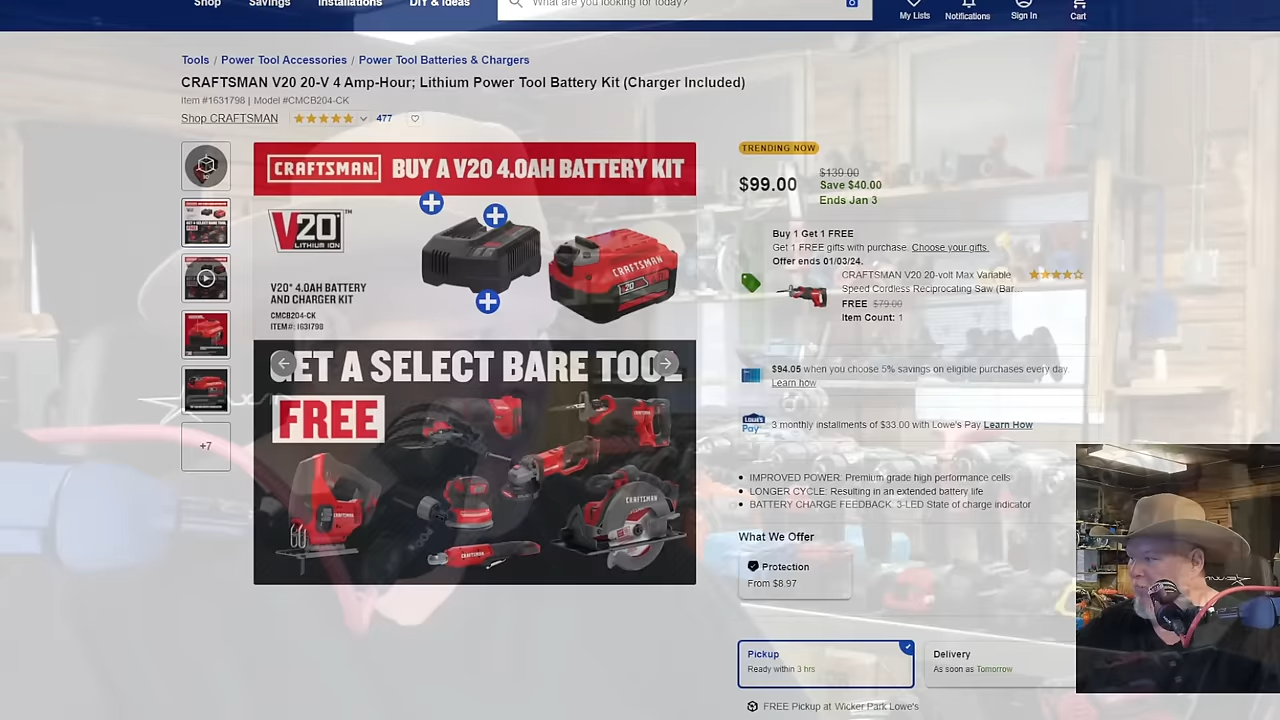 Shop Savings Installations DIY & Ideas
What are you looking for today?
My Lists Notifications Sign In Cart
Tools / Power Tool Accessories / Power Tool Batteries & Chargers
CRAFTSMAN V20 20-V 4 Amp-Hour; Lithium Power Tool Battery Kit (Charger Included)
Item #1631798 | Model #CMCB204-CK
Shop CRAFTSMAN 477
CRAFTSMAN BUY A V20 4.0AH BATTERY KIT
V20™
LITHIUM ION
CRAFTSMAN
20
V20* 4.0AH BATTERY
AND CHARGER KIT
CMCB204-CK
ITEM#: 1631798
GET A SELECT BARE TOOL
FREE
CRAFTSMAN
CRAFTSMAN
+7
TRENDING NOW
$99.00
$139.00
Save $40.00
Ends Jan 3
Buy 1 Get 1 FREE
Get 1 FREE gifts with purchase. Choose your gifts.
Offer ends 01/03/24.
CRAFTSMAN V20 20-volt Max Variable
Speed Cordless Reciprocating Saw (Bar...
FREE $79.00
Item Count: 1
$94.05 when you choose 5% savings on eligible purchases every day.
Learn how
Lowe's
Pay
3 monthly installments of $33.00 with Lowe's Pay Learn How
IMPROVED POWER: Premium grade high performance cells
LONGER CYCLE: Resulting in an extended battery life
BATTERY CHARGE FEEDBACK: 3-LED State of charge indicator
What We Offer
Protection
From $8.97
Pickup
Ready within 3 hrs
Delivery
As soon as Tomorrow
FREE Pickup at Wicker Park Lowe's